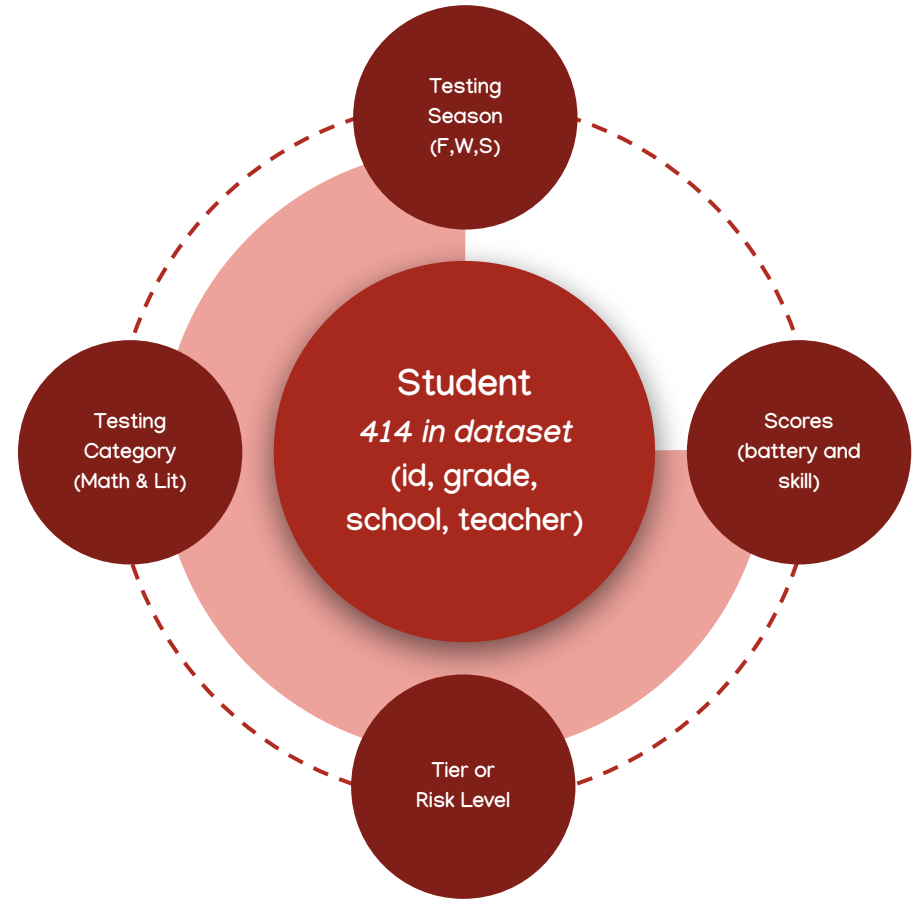 Testing
Season
(F,W,S)
Student
414 in dataset
(id, grade,
school, teacher)
Testing
Category
(Math & Lit)
Scores
(battery and
skill)
Tier or
Risk Level